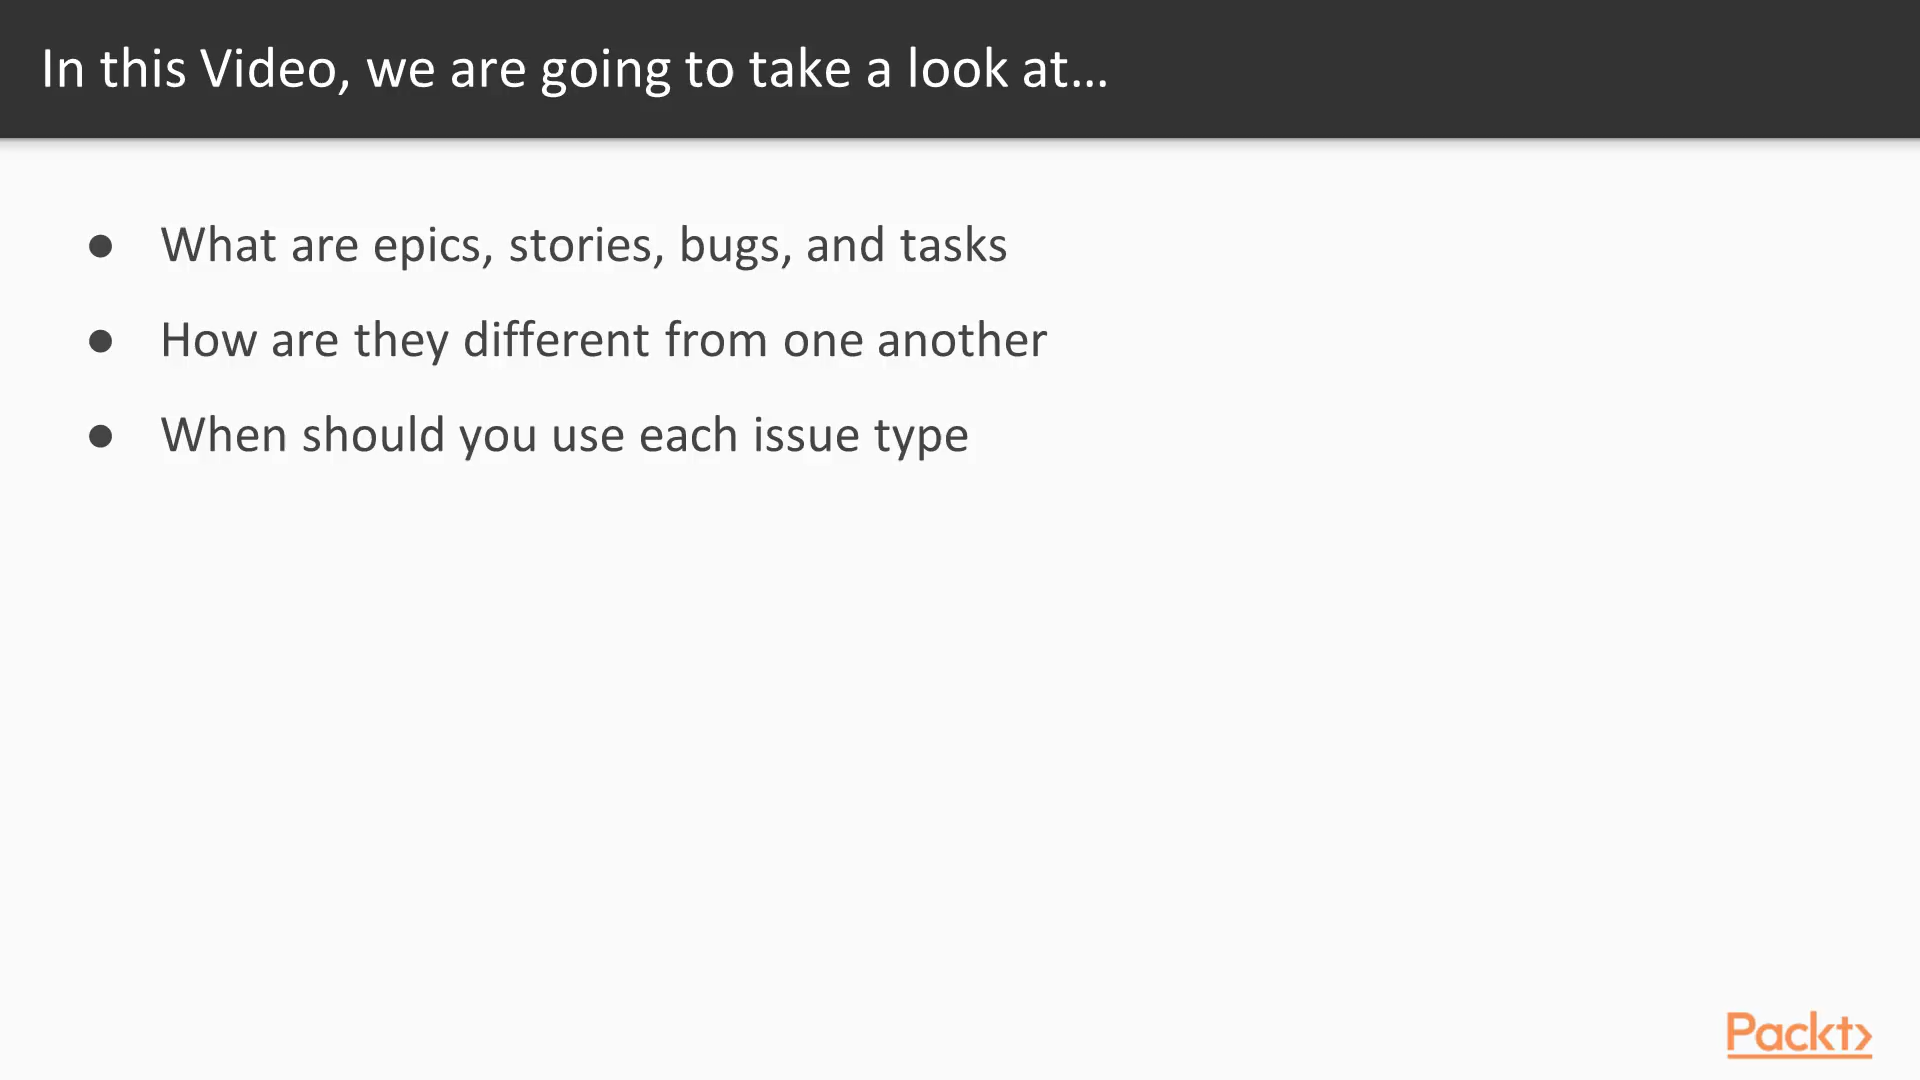 In this Video, we are going to take a look at...
● What are epics, stories, bugs, and tasks
● How are they different from one another
● When should you use each issue type
Packt>